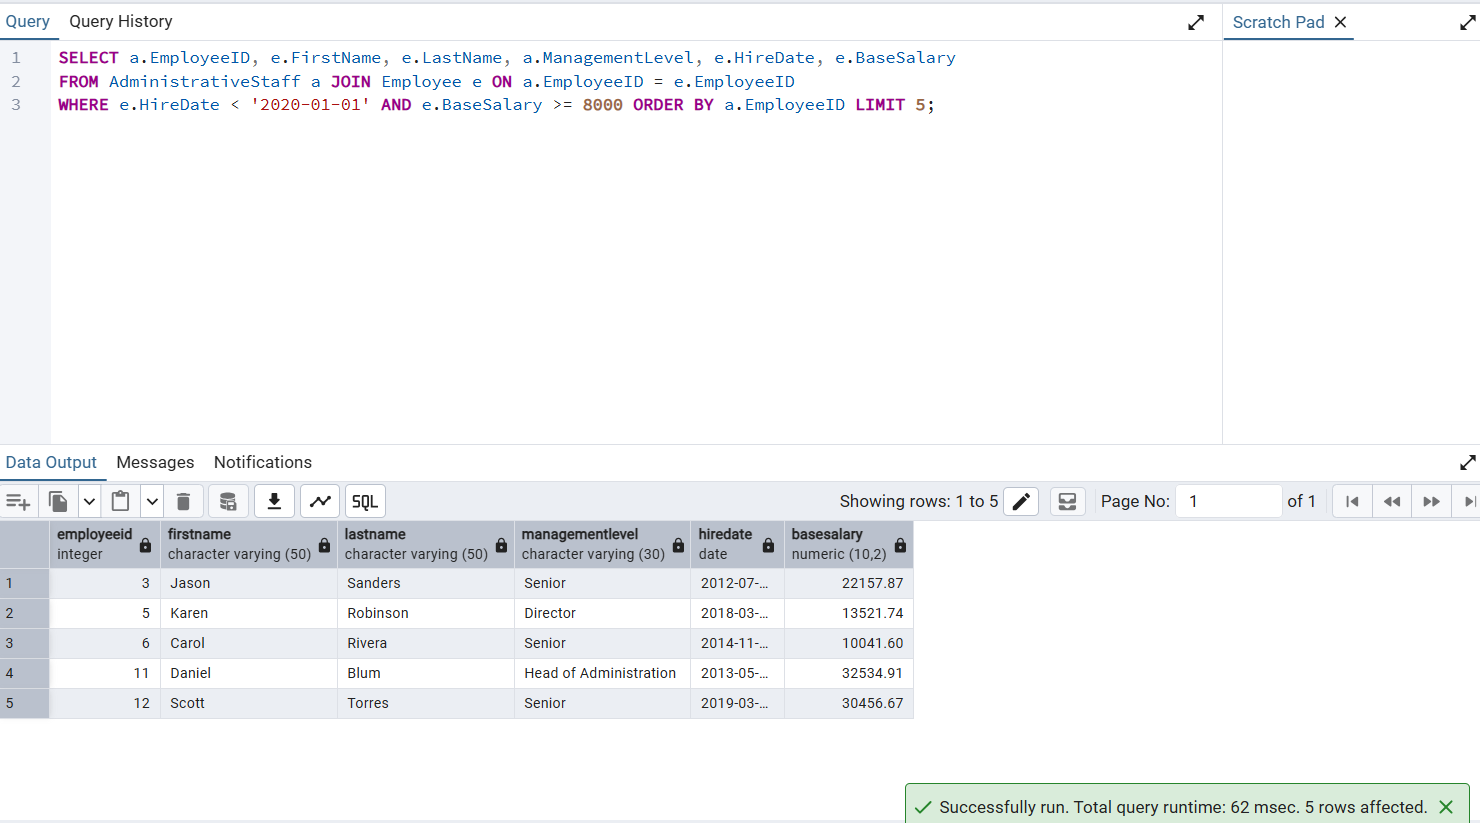 Query Query History
Scratch Pad
1 SELECT a.EmployeeID, e.FirstName, e.LastName, a.ManagementLevel, e.HireDate, e.BaseSalary
2 FROM AdministrativeStaff a JOIN Employee e ON a.EmployeeID = e.EmployeeID
3 WHERE e.HireDate < '2020-01-01' AND e.BaseSalary >= 8000 ORDER BY a.EmployeeID LIMIT 5;
Data Output Messages Notifications
SQL Showing rows: 1 to 5 Page No: 1 of 1
employeeid firstname lastname managementlevel hiredate basesalary
integer character varying (50) character varying (50) character varying (30) date numeric (10,2)
1 3 Jason Sanders Senior 2012-07-... 22157.87
2 5 Karen Robinson Director 2018-03-... 13521.74
3 6 Carol Rivera Senior 2014-11-... 10041.60
4 11 Daniel Blum Head of Administration 2013-05-... 32534.91
5 12 Scott Torres Senior 2019-03-... 30456.67
Successfully run. Total query runtime: 62 msec. 5 rows affected.